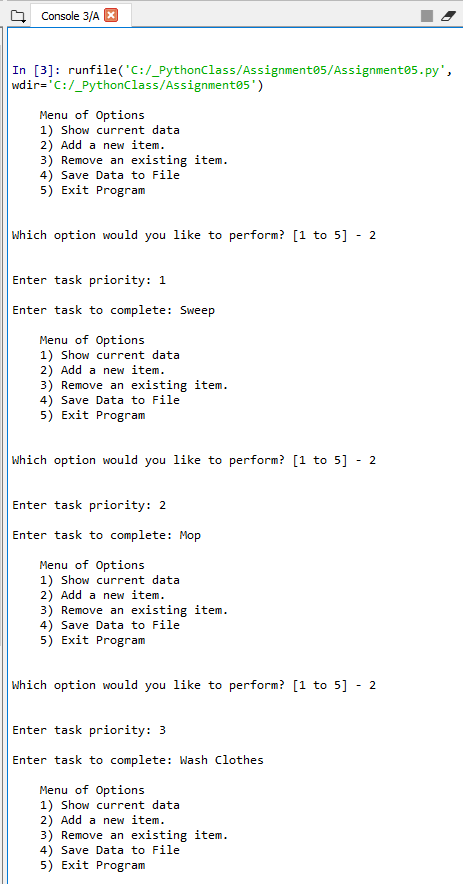 Console 3/A
In [3]: runfile('C:/_PythonClass/Assignment05/Assignment05.py',
wdir='C:/_PythonClass/Assignment05')
Menu of Options
1) Show current data
2) Add a new item.
3) Remove an existing item.
4) Save Data to File
5) Exit Program
Which option would you like to perform? [1 to 5] - 2
Enter task priority: 1
Enter task to complete: Sweep
Menu of Options
1) Show current data
2) Add a new item.
3) Remove an existing item.
4) Save Data to File
5) Exit Program
Which option would you like to perform? [1 to 5] - 2
Enter task priority: 2
Enter task to complete: Mop
Menu of Options
1) Show current data
2) Add a new item.
3) Remove an existing item.
4) Save Data to File
5) Exit Program
Which option would you like to perform? [1 to 5] - 2
Enter task priority: 3
Enter task to complete: Wash Clothes
Menu of Options
1) Show current data
2) Add a new item.
3) Remove an existing item.
4) Save Data to File
5) Exit Program